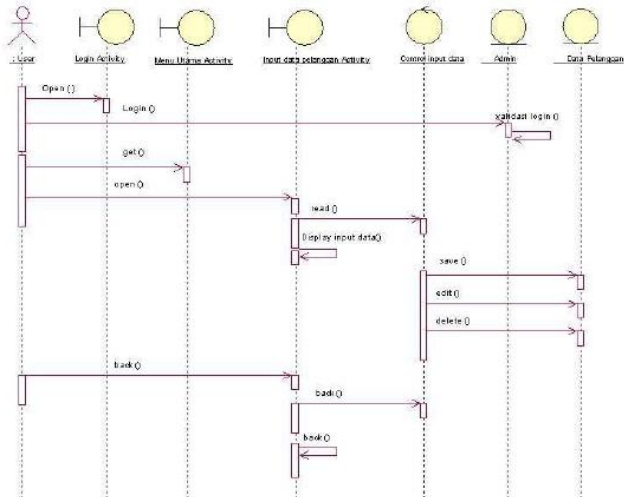 : User
Login Activity
Menu Utama Activity
Input data pelanggan Activity
Control input data
Admin
Data Pelanggan
Open ()
Login ()
validasi login ()
get ()
open ()
read ()
Display input data()
save ()
edit ()
delete ()
back ()
back ()
back ()